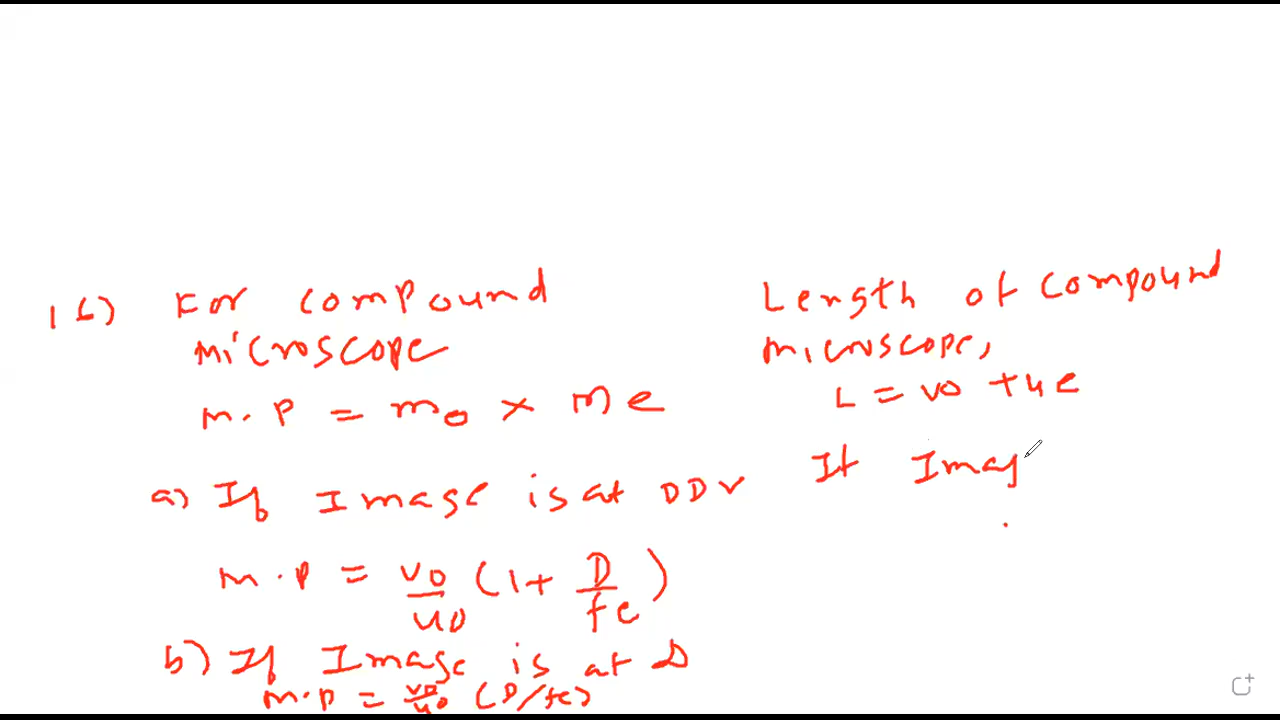 16) For compound
microscope
m.p = mo × me
a) If Image is at DDV
m.p = vo/uo (1 + D/fe)
b) If Image is at
m.p = vo/uo (D/fe)
Length of compound
microscope,
L = vo + ue
If Imag